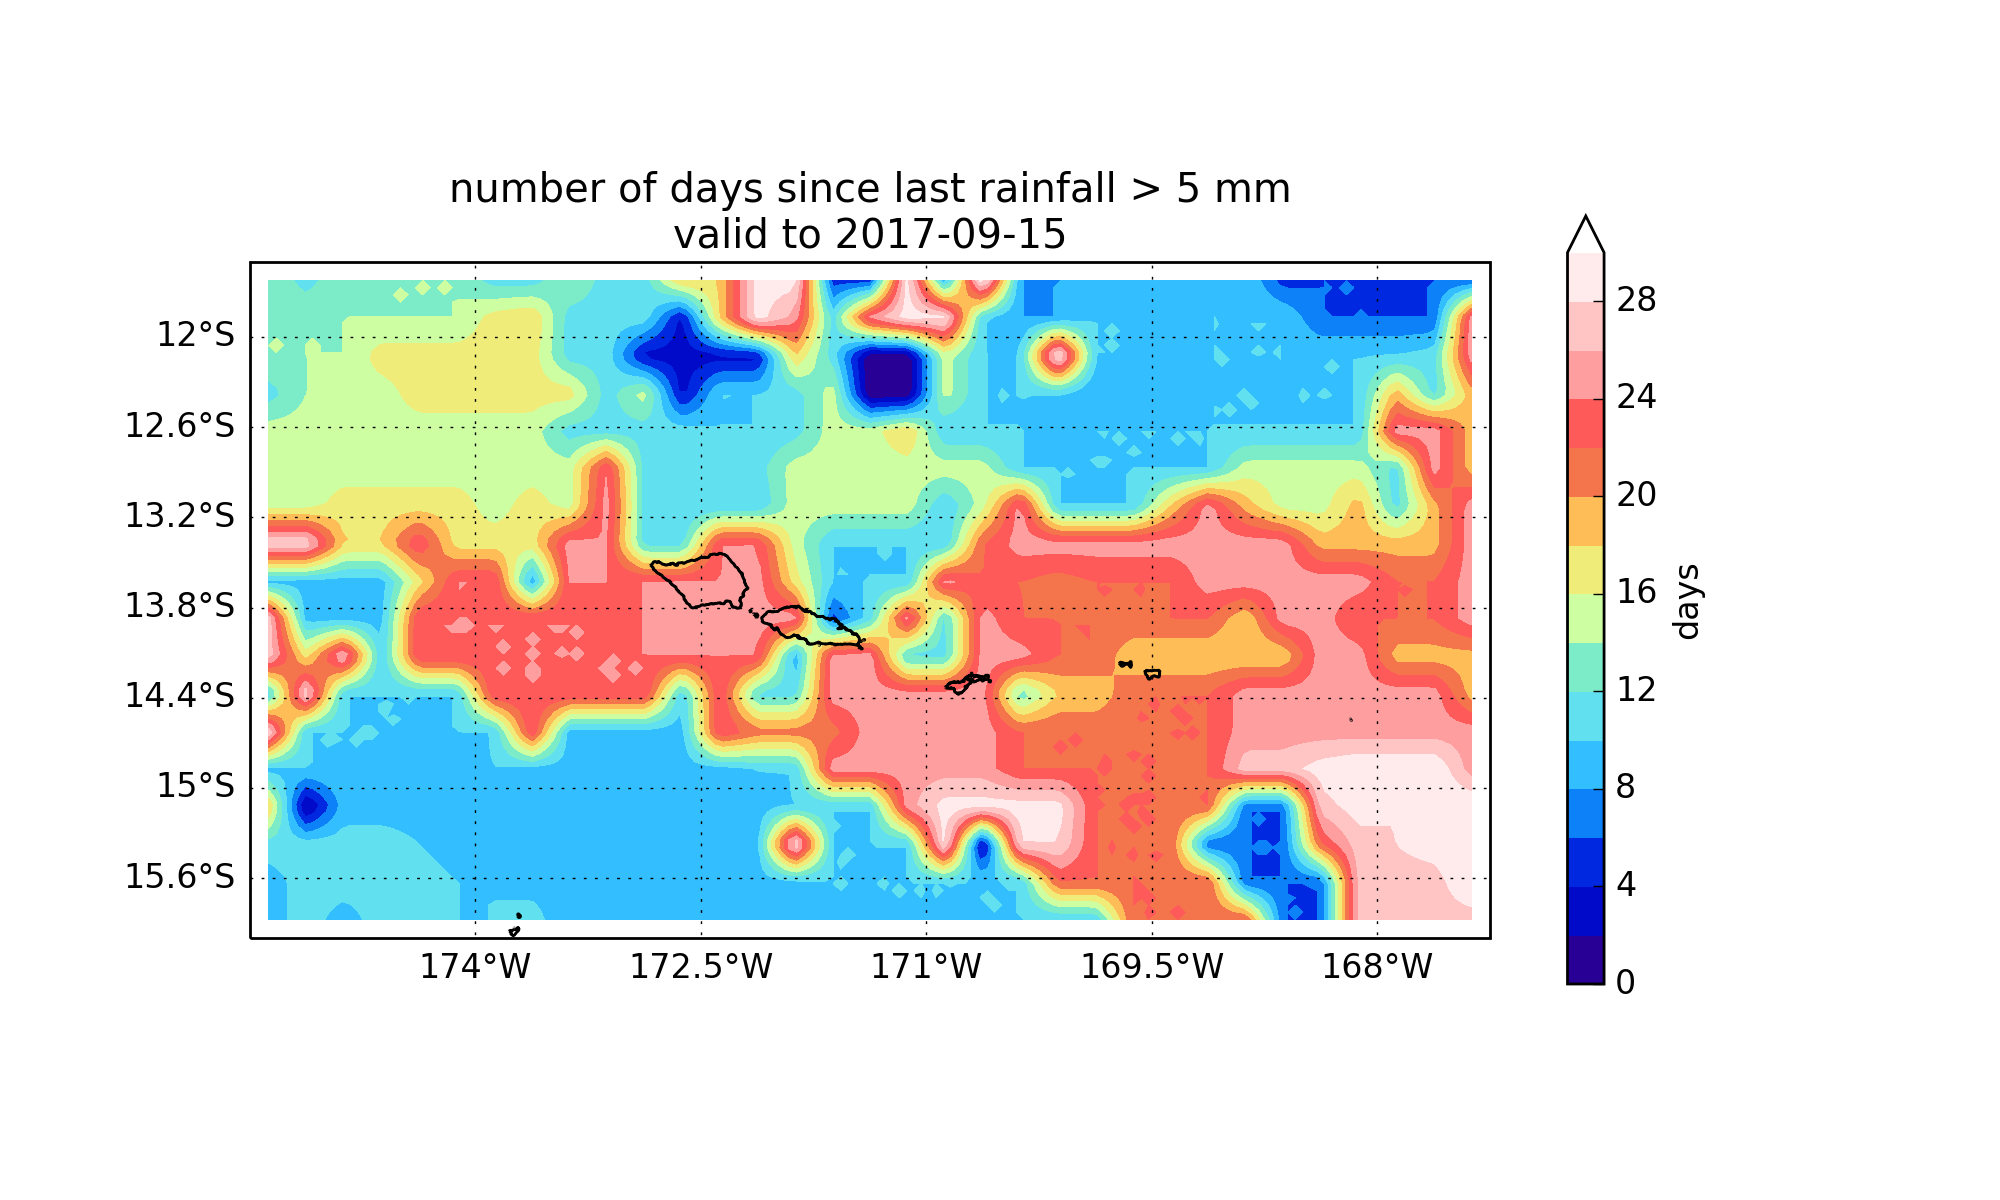 number of days since last rainfall > 5 mm
valid to 2017-09-15
12°S
12.6°S
13.2°S
13.8°S
14.4°S
15°S
15.6°S
174°W
172.5°W
171°W
169.5°W
168°W
28
24
20
16
12
8
4
0
days